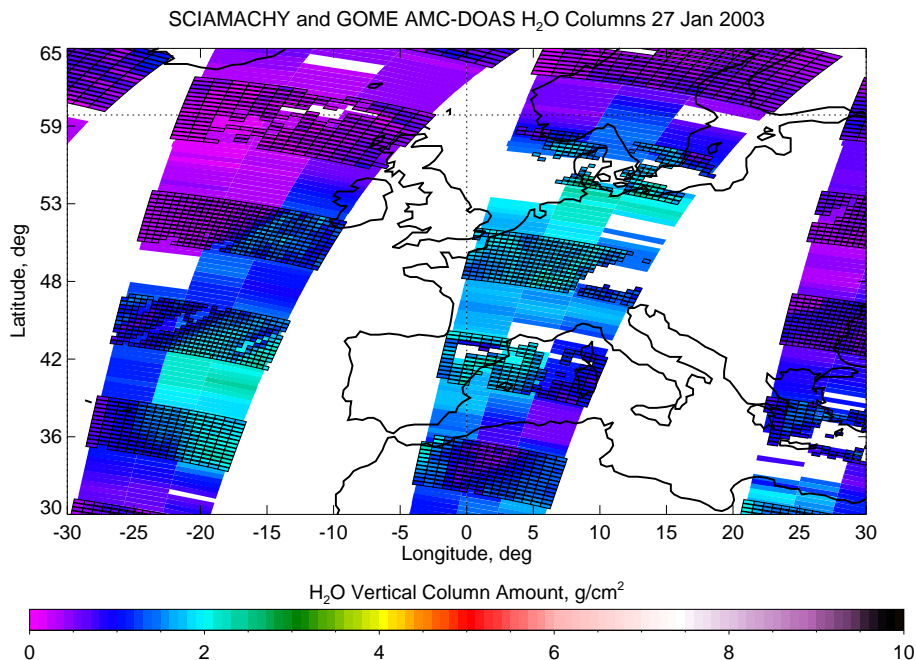 SCIAMACHY and GOME AMC-DOAS H₂O Columns 27 Jan 2003
65
59
53
48
42
36
30
Latitude, deg
-30 -25 -20 -15 -10 -5 0 5 10 15 20 25 30
Longitude, deg
H₂O Vertical Column Amount, g/cm²
0 2 4 6 8 10